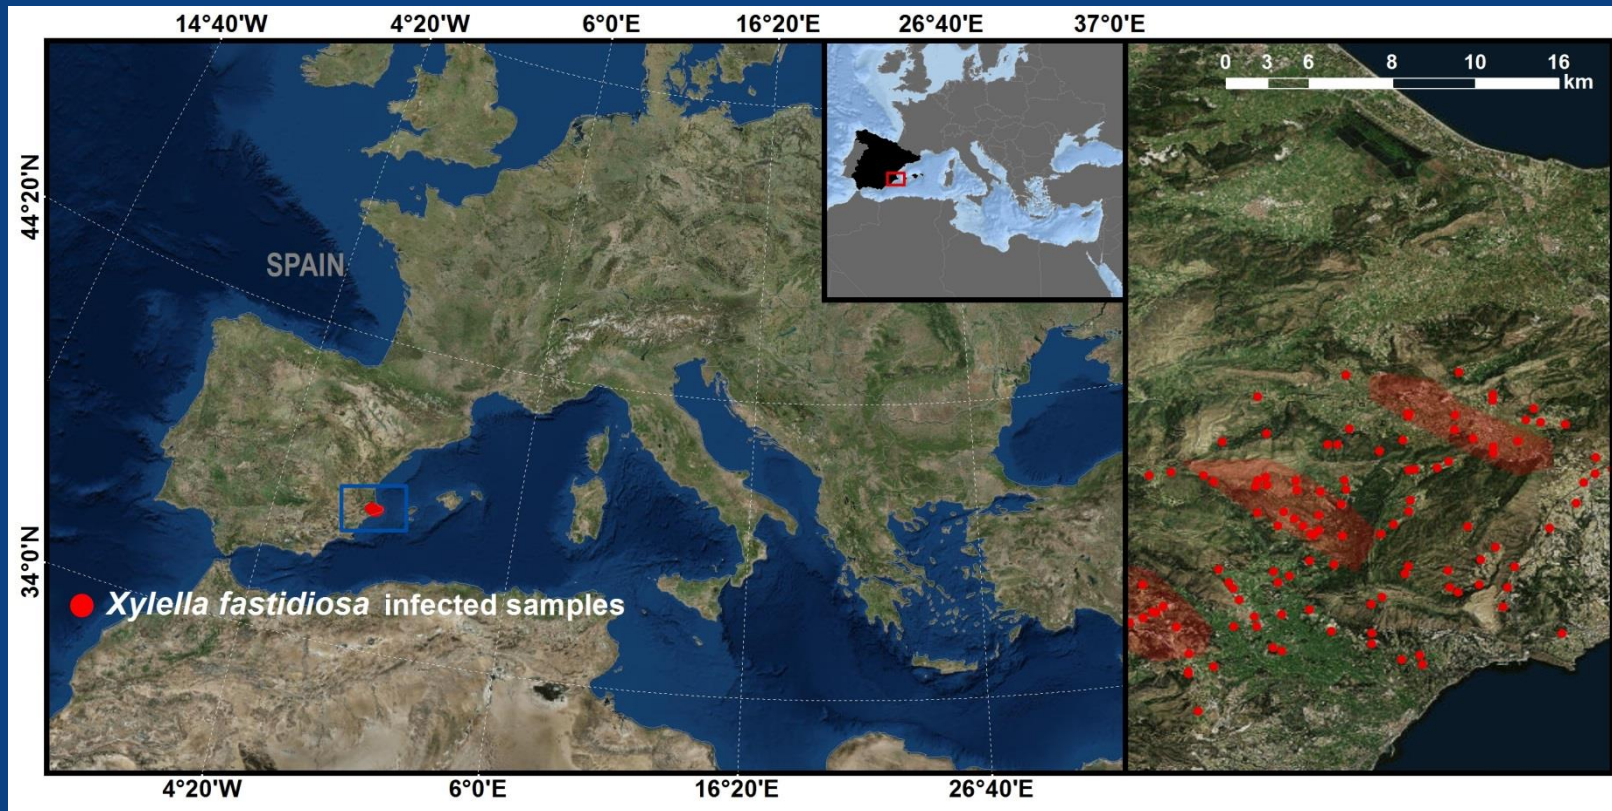 14°40'W 4°20'W 6°0'E 16°20'E 26°40'E 37°0'E
0 3 6 8 10 16
km
44°20'N
SPAIN
34°0'N
Xylella fastidiosa infected samples
4°20'W 6°0'E 16°20'E 26°40'E